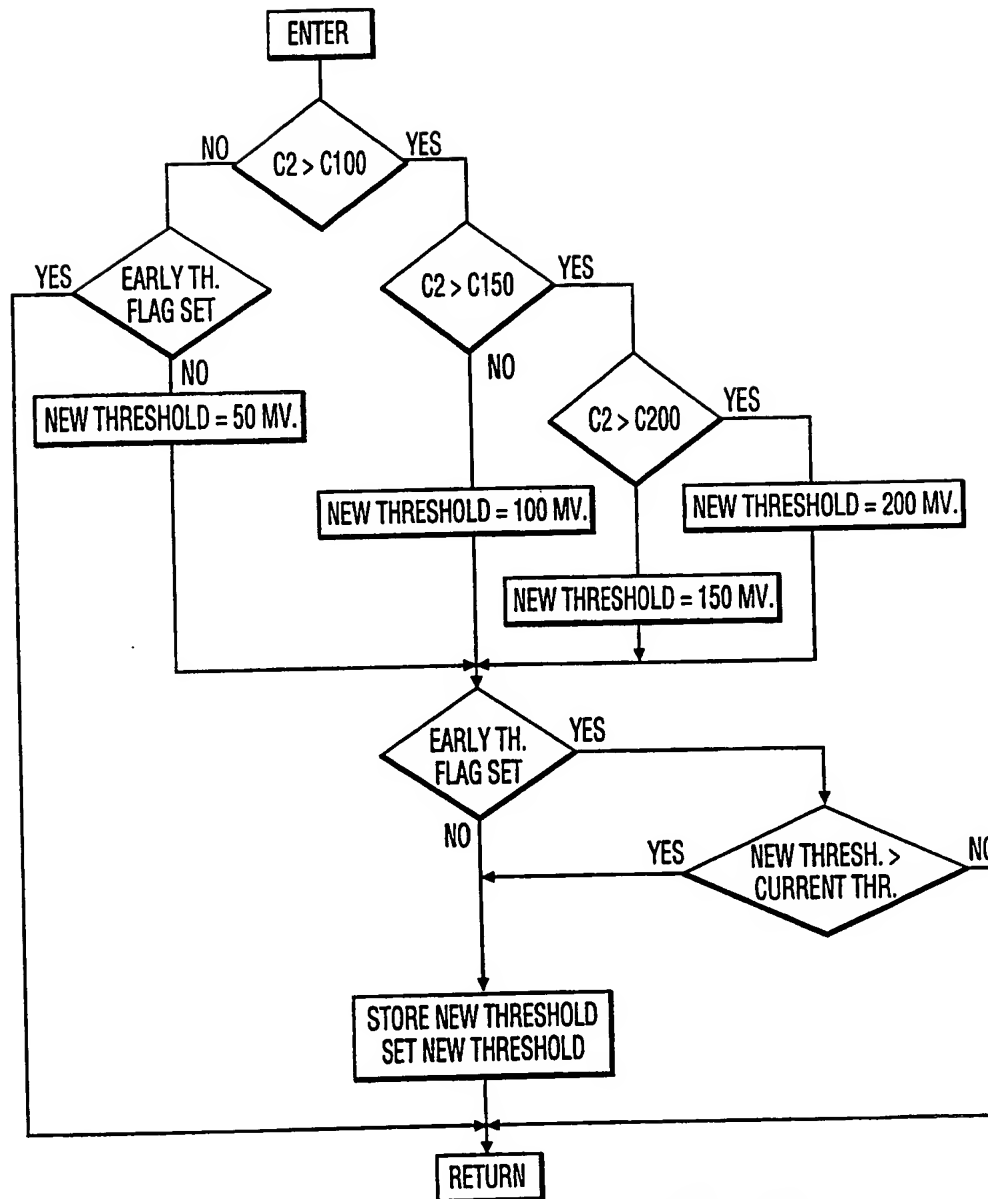 ENTER
C2 > C100
NO
YES
EARLY TH.
FLAG SET
YES
NO
C2 > C150
YES
NO
C2 > C200
YES
NEW THRESHOLD = 50 MV.
NEW THRESHOLD = 100 MV.
NEW THRESHOLD = 200 MV.
NEW THRESHOLD = 150 MV.
EARLY TH.
FLAG SET
YES
NO
NEW THRESH. >
CURRENT THR.
YES
NO
STORE NEW THRESHOLD
SET NEW THRESHOLD
RETURN